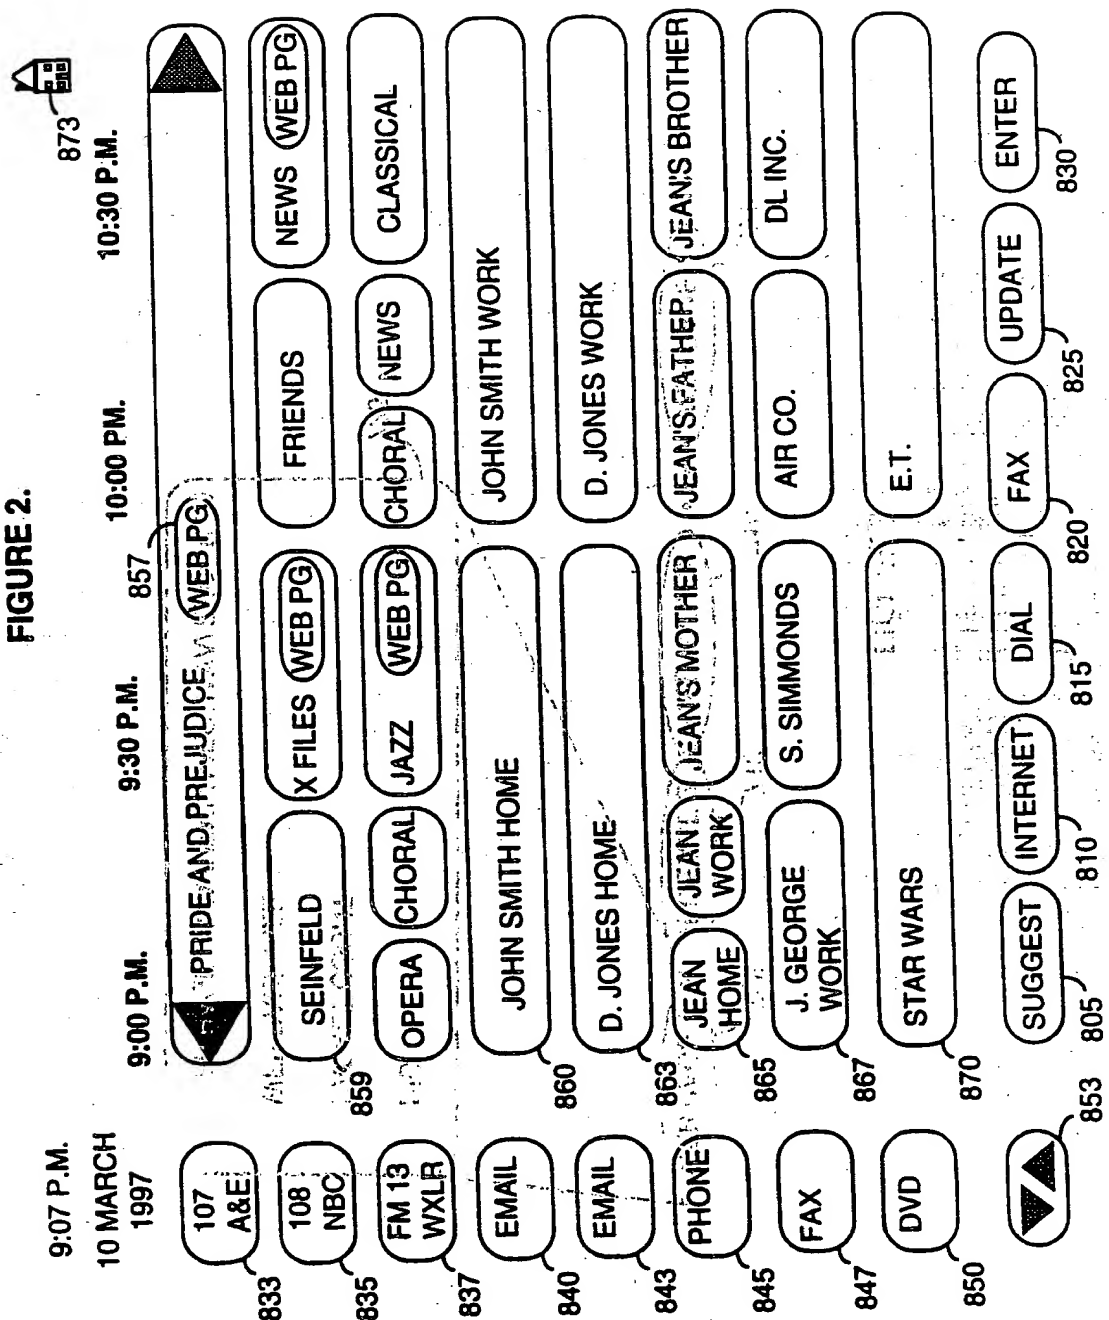 FIGURE 2.
873
9:07 P.M.
10 MARCH
1997
9:00 P.M.
9:30 P.M.
10:00 PM.
10:30 P.M.
857
107
A&E
833
PRIDE AND PREJUDICE
WEB PG
108
NBC
835
SEINFELD
859
X FILES
WEB PG
FRIENDS
NEWS
WEB PG
FM 13
WXLR
837
OPERA
CHORAL
JAZZ
WEB PG
CHORAL
NEWS
CLASSICAL
EMAIL
840
JOHN SMITH HOME
860
JOHN SMITH WORK
EMAIL
843
D. JONES HOME
863
D. JONES WORK
PHONE
845
JEAN
HOME
865
JEAN
WORK
JEAN'S MOTHER
JEAN'S FATHER
JEAN'S BROTHER
FAX
847
J. GEORGE
WORK
867
S. SIMMONDS
AIR CO.
DL INC.
DVD
850
STAR WARS
870
E.T.
853
SUGGEST
805
INTERNET
810
DIAL
815
FAX
820
UPDATE
825
ENTER
830